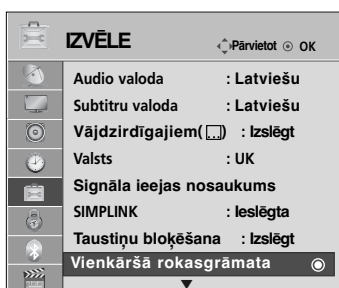 IZVĒLE Pārvietot OK
Audio valoda : Latviešu
Subtitru valoda : Latviešu
Vājdzirdīgajiem( ) : Izslēgt
Valsts : UK
Signāla ieejas nosaukums
SIMPLINK : Ieslēgta
Taustiņu bloķēšana : Izslēgt
Vienkāršā rokasgrāmata